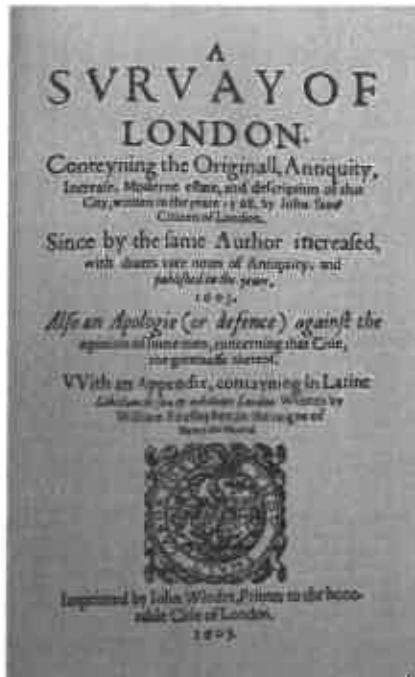 A
SVRVAY OF
LONDON.
Conteyning the Originall, Antiquity,
Increase, Moderne estate, and description of that
City, written in the yeare by Iohn Stow
Citizen of London.
Since by the same Author increased,
with diuers rare notes of Antiquity, and
published in the yeare,
1603.
Also an Apologie (or defence) against the
opinion of some men, concerning that Citie,
the greatnesse thereof.
VVith an Appendix, contayning in Latine
London Written by
William in the raigne of
Imprinted by Iohn Windet, Printer to the hono-
rable Citie of London.
1603.